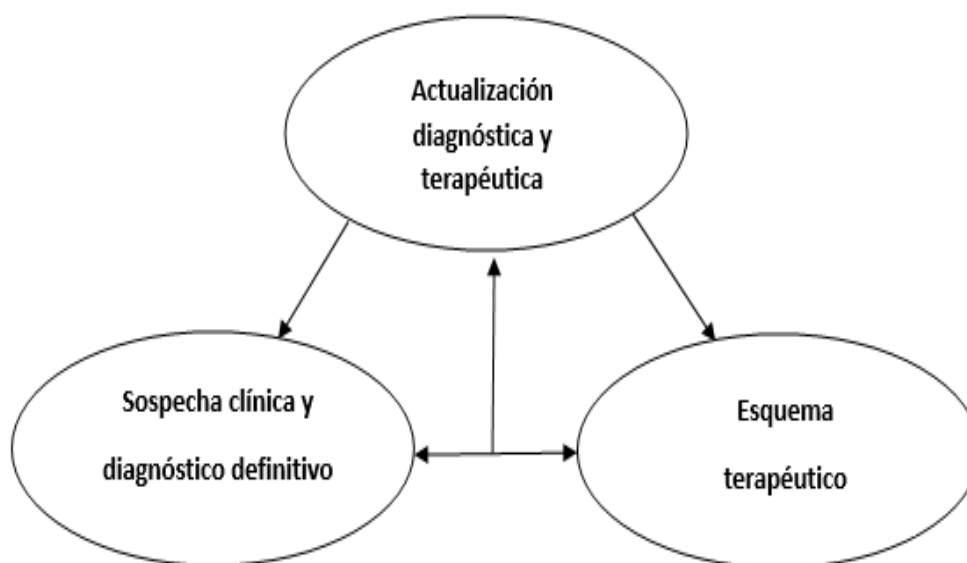 Actualización
diagnóstica y
terapéutica
Sospecha clínica y
diagnóstico definitivo
Esquema
terapéutico